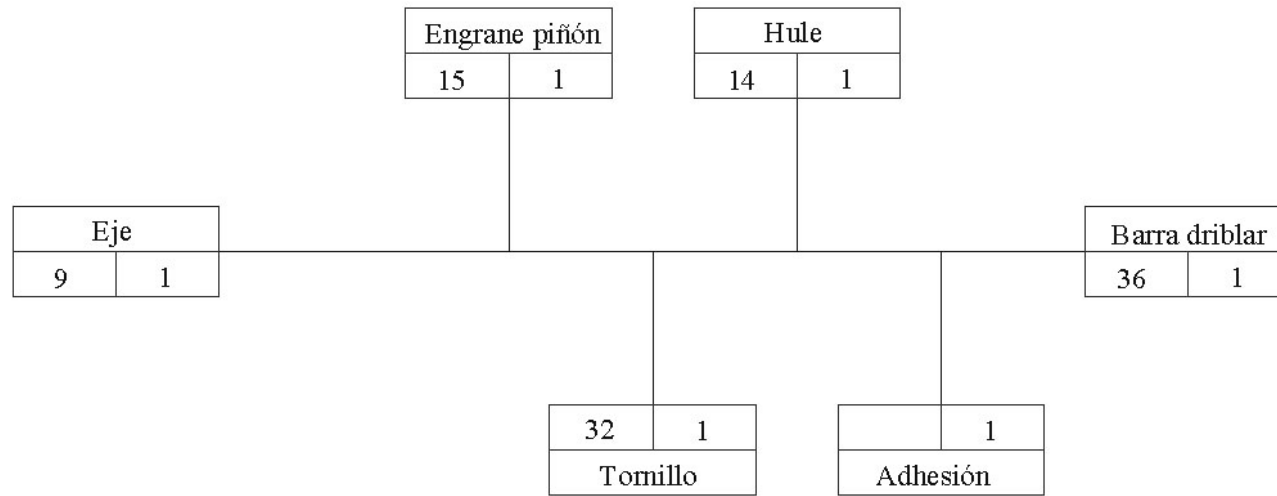 Engrane piñón
15 1
Hule
14 1
Eje
9 1
Barra driblar
36 1
32 1
Tornillo
1
Adhesión